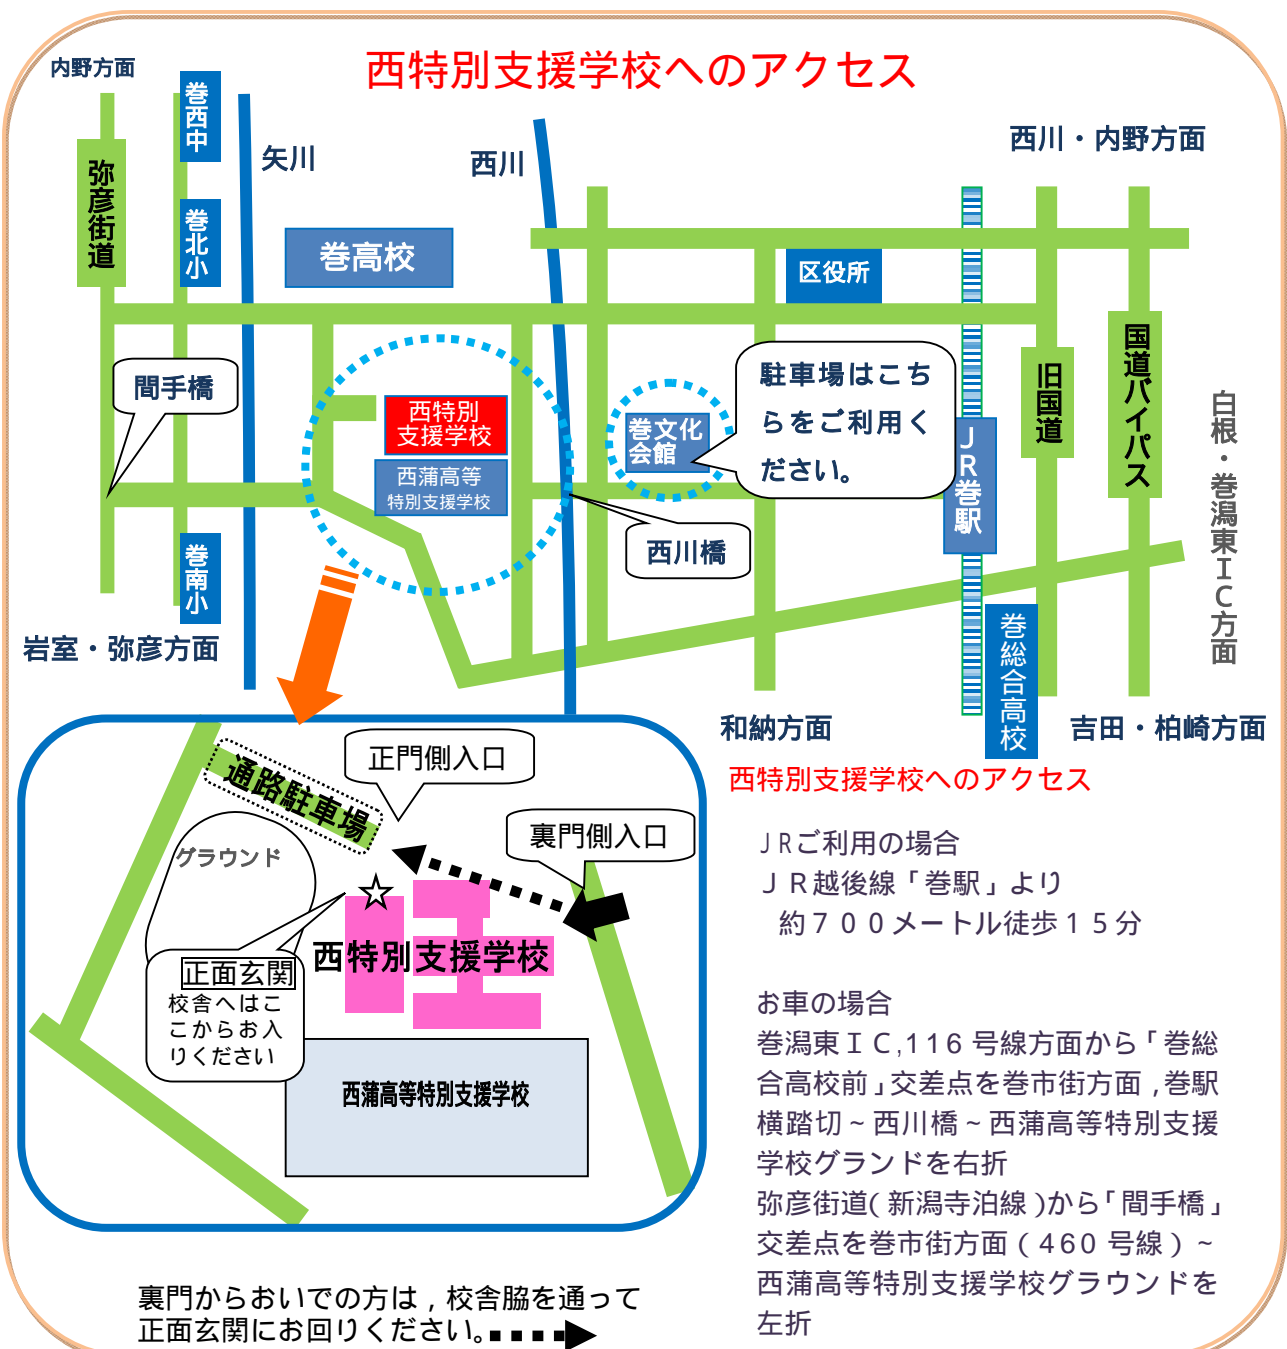 西特別支援学校へのアクセス
内野方面
巻西中
矢川
西川
西川・内野方面
弥彦街道
巻北小
巻高校
区役所
間手橋
西特別
支援学校
西蒲高等
特別支援学校
巻文化
会館
駐車場はこち
らをご利用く
ださい。
ＪＲ巻駅
旧国道
国道バイパス
白根・巻潟東ＩＣ方面
西川橋
巻南小
岩室・弥彦方面
巻総合高校
和納方面
吉田・柏崎方面
通路駐車場
正門側入口
裏門側入口
グラウンド
西特別支援学校
正面玄関
校舎へはこ
こからお入
りください
西蒲高等特別支援学校
裏門からおいでの方は，校舎脇を通って
正面玄関にお回りください。
西特別支援学校へのアクセス
ＪＲご利用の場合
ＪＲ越後線「巻駅」より
約７００メートル徒歩１５分
お車の場合
巻潟東ＩＣ,116号線方面から「巻総
合高校前」交差点を巻市街方面，巻駅
横踏切～西川橋～西蒲高等特別支援
学校グランドを右折
弥彦街道（新潟寺泊線）から「間手橋」
交差点を巻市街方面（460号線）～
西蒲高等特別支援学校グラウンドを
左折